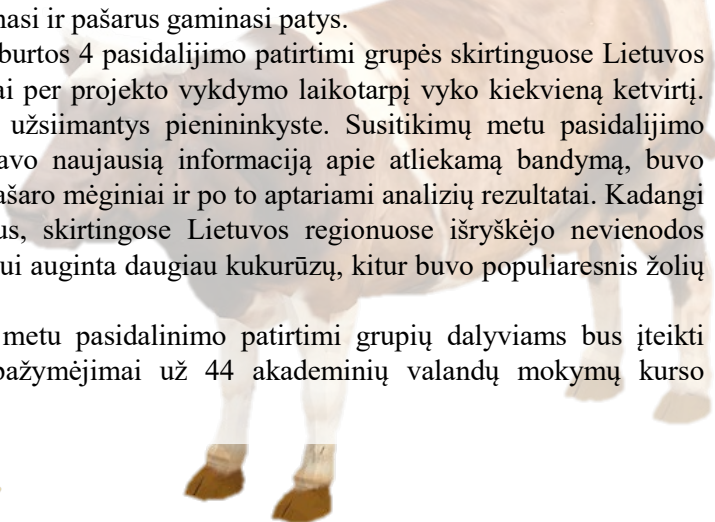 nasi ir pašarus gaminasi patys.
burtos 4 pasidalijimo patirtimi grupės skirtinguose Lietuvos
ai per projekto vykdymo laikotarpį vyko kiekvieną ketvirtį.
užsiimantys pienininkyste. Susitikimų metu pasidalijimo
avo naujausią informaciją apie atliekamą bandymą, buvo
ašaro mėginiai ir po to aptariami analizių rezultatai. Kadangi
us, skirtingose Lietuvos regionuose išryškėjo nevienodos
ui auginta daugiau kukurūzų, kitur buvo populiaresnis žolių
metu pasidalinimo patirtimi grupių dalyviams bus įteikti
pažymėjimai už 44 akademinių valandų mokymų kurso